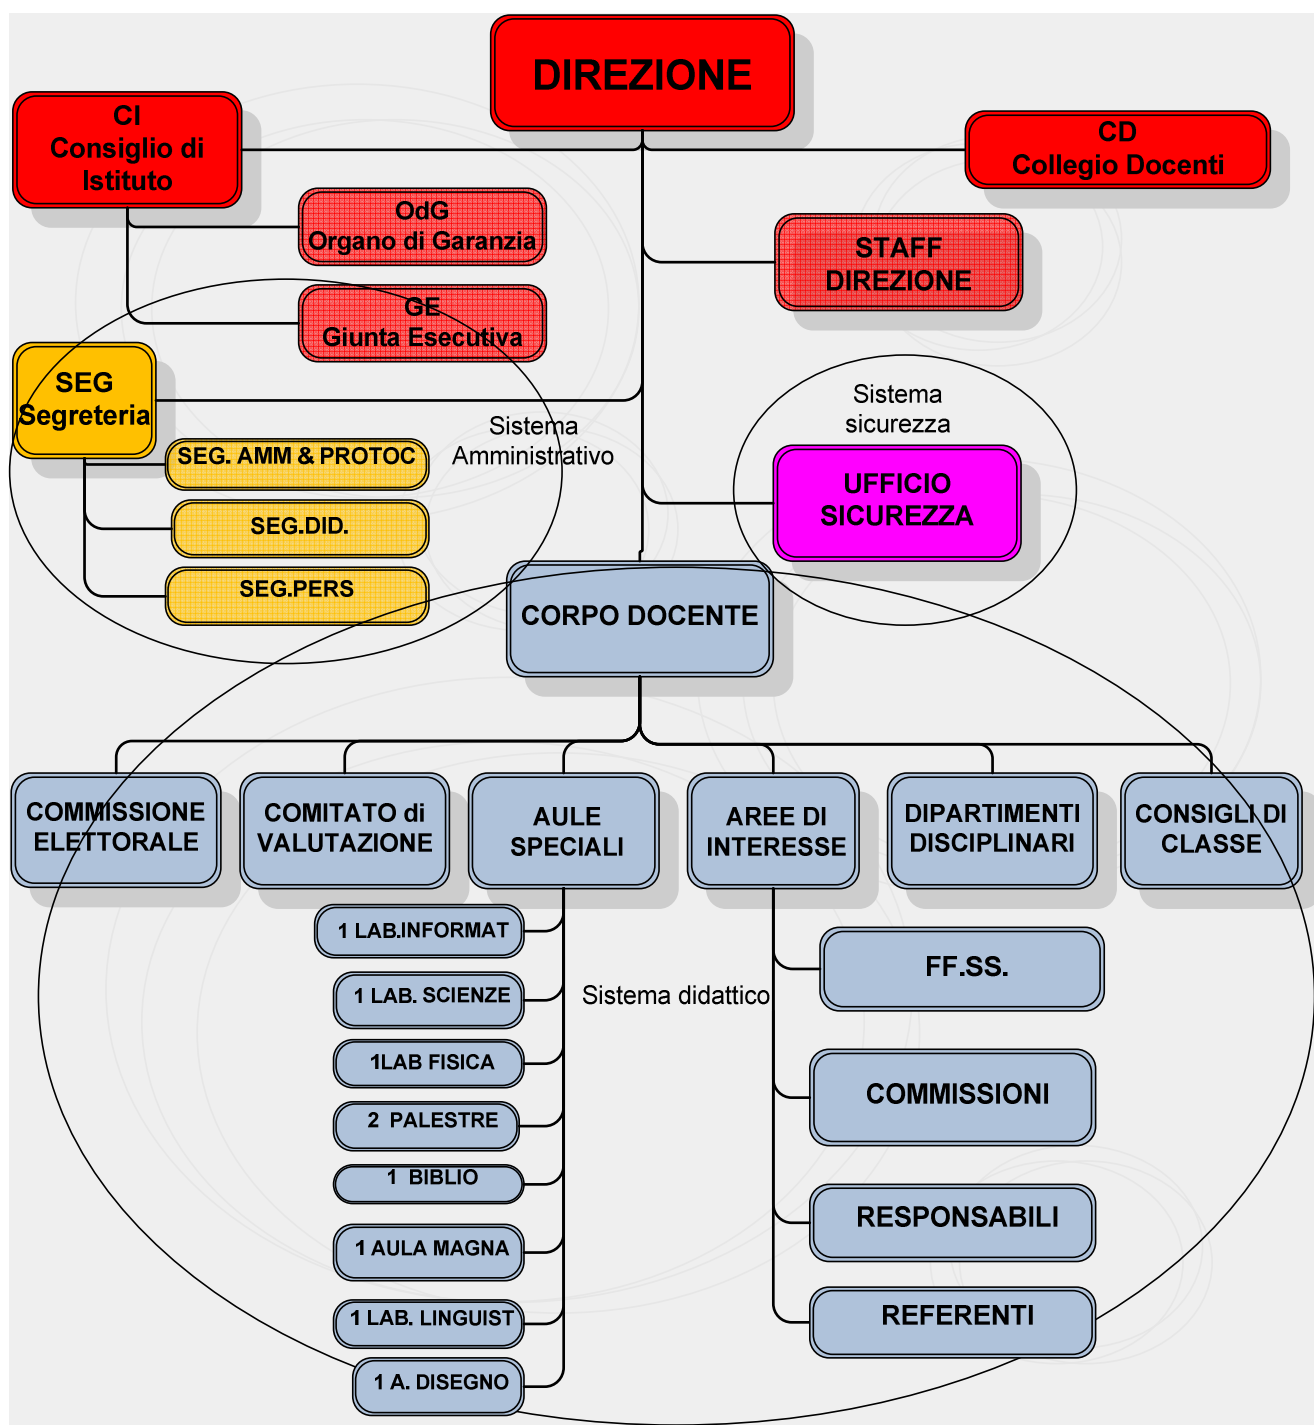 DIREZIONE
CI
Consiglio di
Istituto
CD
Collegio Docenti
OdG
Organo di Garanzia
STAFF
DIREZIONE
GE
Giunta Esecutiva
SEG
Segreteria
Sistema
Amministrativo
Sistema
sicurezza
SEG. AMM & PROTOC
SEG.DID.
SEG.PERS
UFFICIO
SICUREZZA
CORPO DOCENTE
COMMISSIONE
ELETTORALE
COMITATO di
VALUTAZIONE
AULE
SPECIALI
AREE DI
INTERESSE
DIPARTIMENTI
DISCIPLINARI
CONSIGLI DI
CLASSE
1 LAB.INFORMAT
1 LAB. SCIENZE
1LAB FISICA
2 PALESTRE
1 BIBLIO
1 AULA MAGNA
1 LAB. LINGUIST
1 A. DISEGNO
Sistema didattico
FF.SS.
COMMISSIONI
RESPONSABILI
REFERENTI